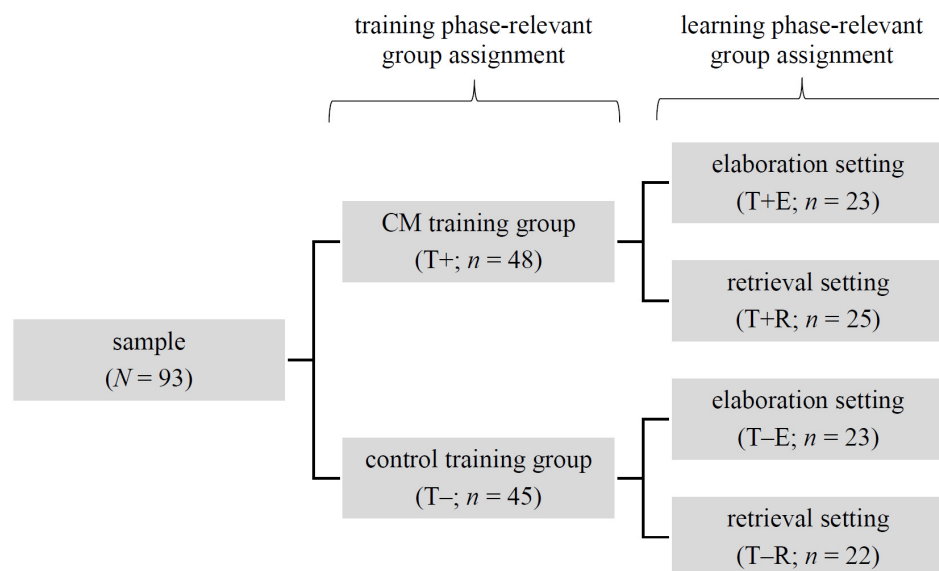 training phase-relevant
group assignment
learning phase-relevant
group assignment
elaboration setting
(T+E; n = 23)
CM training group
(T+; n = 48)
retrieval setting
(T+R; n = 25)
sample
(N = 93)
elaboration setting
(T–E; n = 23)
control training group
(T–; n = 45)
retrieval setting
(T–R; n = 22)